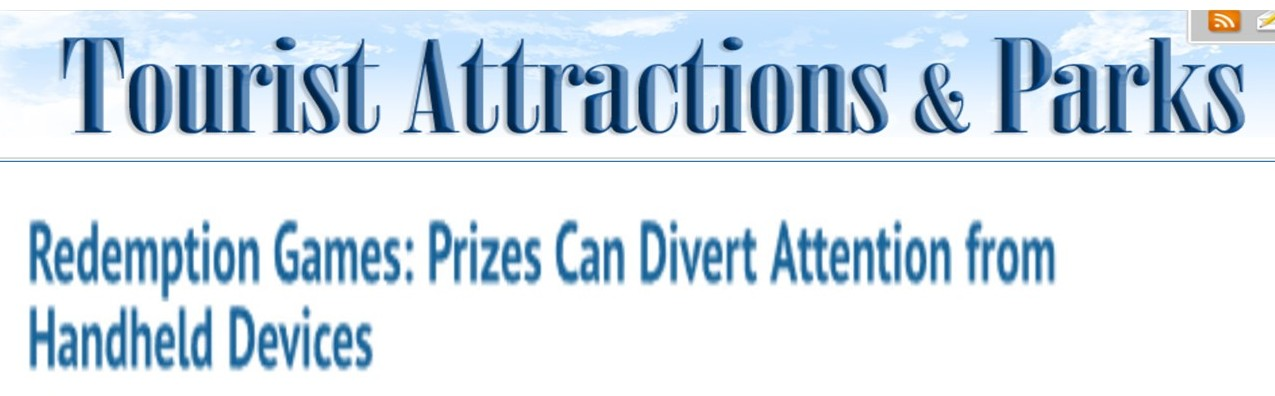 Tourist Attractions & Parks
Redemption Games: Prizes Can Divert Attention from
Handheld Devices